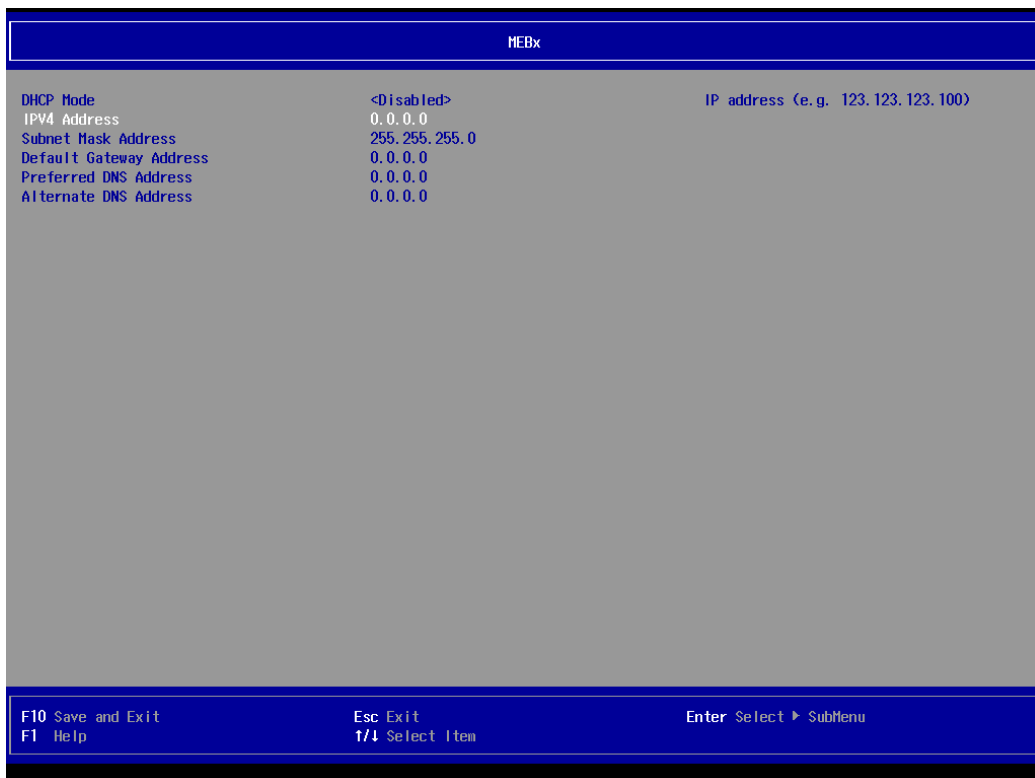 MEBx
DHCP Mode <Disabled> IP address (e.g. 123.123.123.100)
IPV4 Address 0.0.0.0
Subnet Mask Address 255.255.255.0
Default Gateway Address 0.0.0.0
Preferred DNS Address 0.0.0.0
Alternate DNS Address 0.0.0.0
F10 Save and Exit Esc Exit Enter Select ▶ SubMenu
F1 Help ↑/↓ Select Item